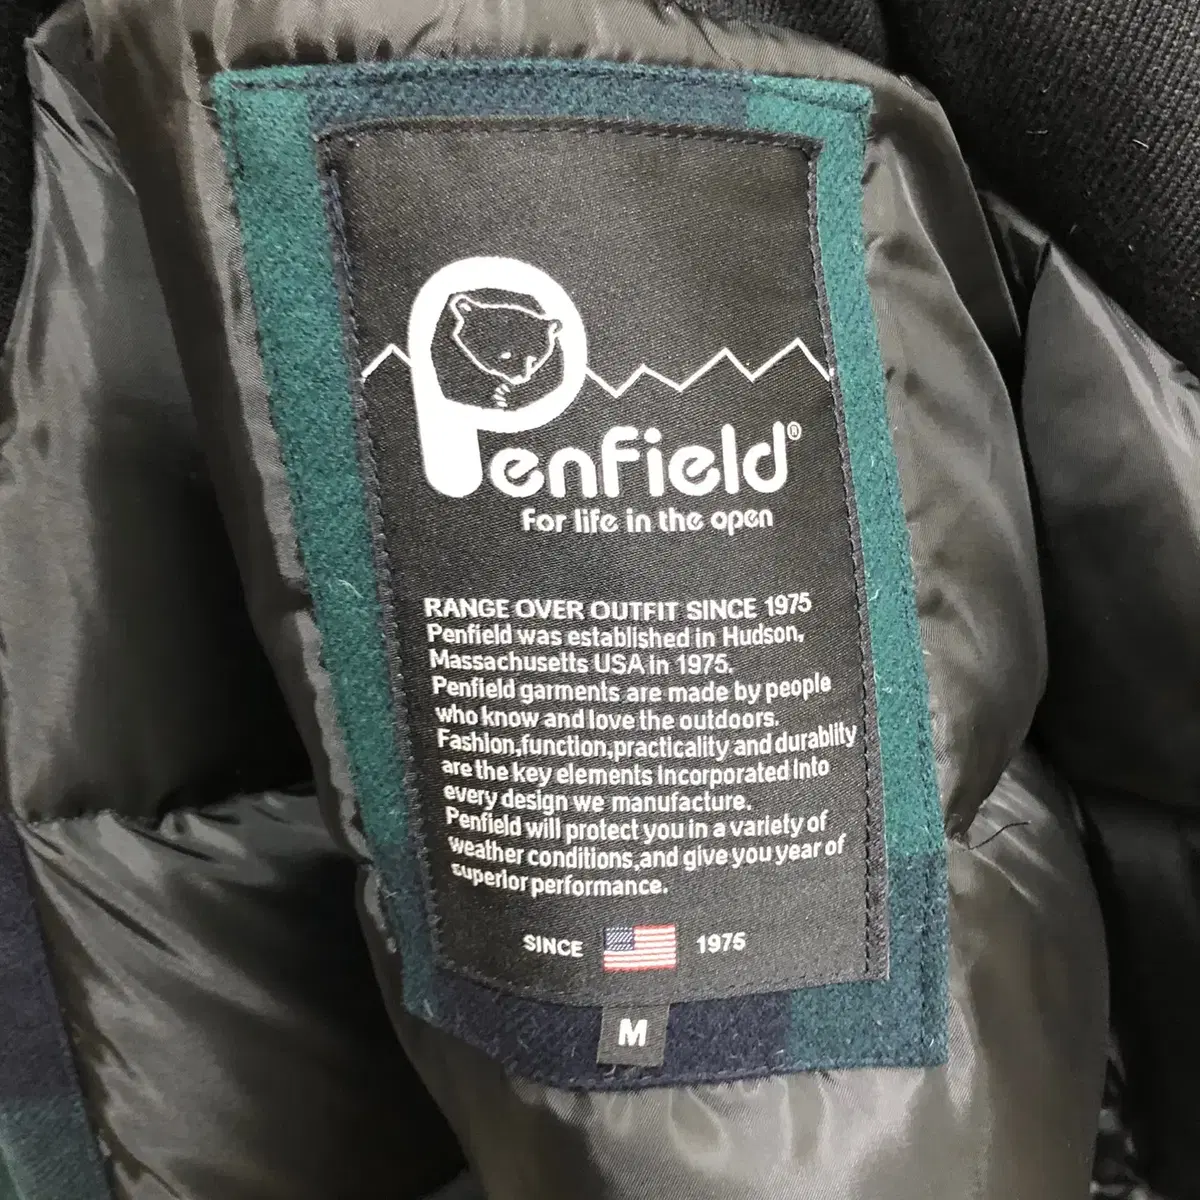 Penfield®
For life in the open
RANGE OVER OUTFIT SINCE 1975
Penfield was established in Hudson,
Massachusetts USA in 1975.
Penfield garments are made by people
who know and love the outdoors.
Fashion,function,practicality and durablity
are the key elements incorporated into
every design we manufacture.
Penfield will protect you in a variety of
weather conditions,and give you year of
superior performance.
SINCE 1975
M